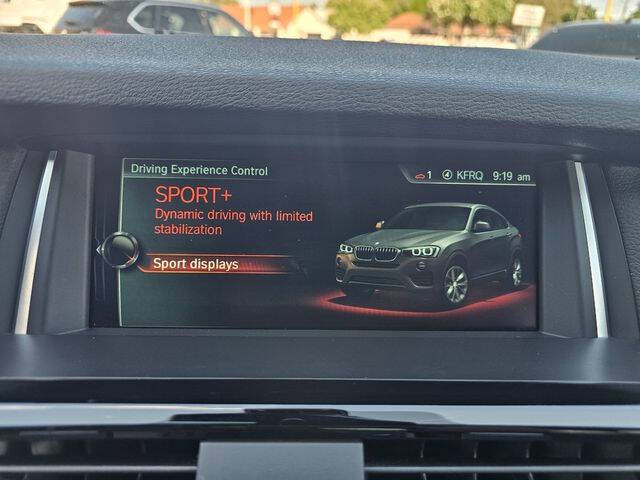 Driving Experience Control
1 KFRQ 9:19 am
SPORT+
Dynamic driving with limited
stabilization
Sport displays